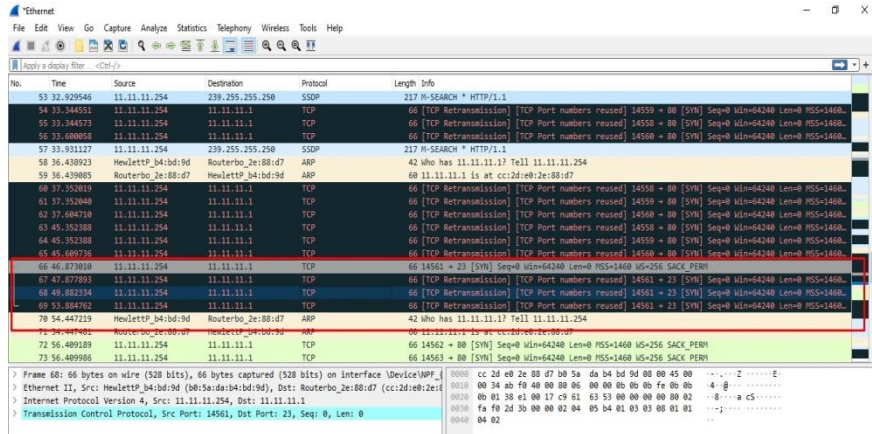 *Ethernet
File Edit View Go Capture Analyze Statistics Telephony Wireless Tools Help
Apply a display filter ... <Ctrl-/>
No. Time Source Destination Protocol Length Info
53 32.929546 11.11.11.254 239.255.255.250 SSDP 217 M-SEARCH * HTTP/1.1
54 33.344551 11.11.11.254 11.11.11.1 TCP 66 [TCP Retransmission] [TCP Port numbers reused] 14559 → 80 [SYN] Seq=0 Win=64240 Len=0 MSS=1460…
55 33.344573 11.11.11.254 11.11.11.1 TCP 66 [TCP Retransmission] [TCP Port numbers reused] 14558 → 80 [SYN] Seq=0 Win=64240 Len=0 MSS=1460…
56 33.600058 11.11.11.254 11.11.11.1 TCP 66 [TCP Retransmission] [TCP Port numbers reused] 14560 → 80 [SYN] Seq=0 Win=64240 Len=0 MSS=1460…
57 33.931127 11.11.11.254 239.255.255.250 SSDP 217 M-SEARCH * HTTP/1.1
58 36.438923 HewlettP_b4:bd:9d Routerbo_2e:88:d7 ARP 42 Who has 11.11.11.1? Tell 11.11.11.254
59 36.439085 Routerbo_2e:88:d7 HewlettP_b4:bd:9d ARP 60 11.11.11.1 is at cc:2d:e0:2e:88:d7
60 37.352019 11.11.11.254 11.11.11.1 TCP 66 [TCP Retransmission] [TCP Port numbers reused] 14558 → 80 [SYN] Seq=0 Win=64240 Len=0 MSS=1460…
61 37.352040 11.11.11.254 11.11.11.1 TCP 66 [TCP Retransmission] [TCP Port numbers reused] 14559 → 80 [SYN] Seq=0 Win=64240 Len=0 MSS=1460…
62 37.604710 11.11.11.254 11.11.11.1 TCP 66 [TCP Retransmission] [TCP Port numbers reused] 14560 → 80 [SYN] Seq=0 Win=64240 Len=0 MSS=1460…
63 45.352388 11.11.11.254 11.11.11.1 TCP 66 [TCP Retransmission] [TCP Port numbers reused] 14558 → 80 [SYN] Seq=0 Win=64240 Len=0 MSS=1460…
64 45.352388 11.11.11.254 11.11.11.1 TCP 66 [TCP Retransmission] [TCP Port numbers reused] 14559 → 80 [SYN] Seq=0 Win=64240 Len=0 MSS=1460…
65 45.609736 11.11.11.254 11.11.11.1 TCP 66 [TCP Retransmission] [TCP Port numbers reused] 14560 → 80 [SYN] Seq=0 Win=64240 Len=0 MSS=1460…
66 46.873010 11.11.11.254 11.11.11.1 TCP 66 14561 → 23 [SYN] Seq=0 Win=64240 Len=0 MSS=1460 WS=256 SACK_PERM
67 47.877893 11.11.11.254 11.11.11.1 TCP 66 [TCP Retransmission] [TCP Port numbers reused] 14561 → 23 [SYN] Seq=0 Win=64240 Len=0 MSS=1460…
68 49.882334 11.11.11.254 11.11.11.1 TCP 66 [TCP Retransmission] [TCP Port numbers reused] 14561 → 23 [SYN] Seq=0 Win=64240 Len=0 MSS=1460…
69 53.884762 11.11.11.254 11.11.11.1 TCP 66 [TCP Retransmission] [TCP Port numbers reused] 14561 → 23 [SYN] Seq=0 Win=64240 Len=0 MSS=1460…
70 54.447219 HewlettP_b4:bd:9d Routerbo_2e:88:d7 ARP 42 Who has 11.11.11.1? Tell 11.11.11.254
71 54.447481 Routerbo_2e:88:d7 HewlettP_b4:bd:9d ARP 60 11.11.11.1 is at cc:2d:e0:2e:88:d7
72 56.409189 11.11.11.254 11.11.11.1 TCP 66 14562 → 80 [SYN] Seq=0 Win=64240 Len=0 MSS=1460 WS=256 SACK_PERM
73 56.409986 11.11.11.254 11.11.11.1 TCP 66 14563 → 80 [SYN] Seq=0 Win=64240 Len=0 MSS=1460 WS=256 SACK_PERM
Frame 68: 66 bytes on wire (528 bits), 66 bytes captured (528 bits) on interface \Device\NPF_{
Ethernet II, Src: HewlettP_b4:bd:9d (b0:5a:da:b4:bd:9d), Dst: Routerbo_2e:88:d7 (cc:2d:e0:2e:8
Internet Protocol Version 4, Src: 11.11.11.254, Dst: 11.11.11.1
Transmission Control Protocol, Src Port: 14561, Dst Port: 23, Seq: 0, Len: 0
0000 cc 2d e0 2e 88 d7 b0 5a da b4 bd 9d 08 00 45 00 ·-·.···Z ······E·
0010 00 34 ab f0 40 00 80 06 00 00 0b 0b 0b fe 0b 0b ·4··@··· ········
0020 0b 01 38 e1 00 17 c9 61 63 53 00 00 00 00 80 02 ··8····a cS······
0030 fa f0 2d 3b 00 00 02 04 05 b4 01 03 03 08 01 01 ··-;···· ········
0040 04 02 ··